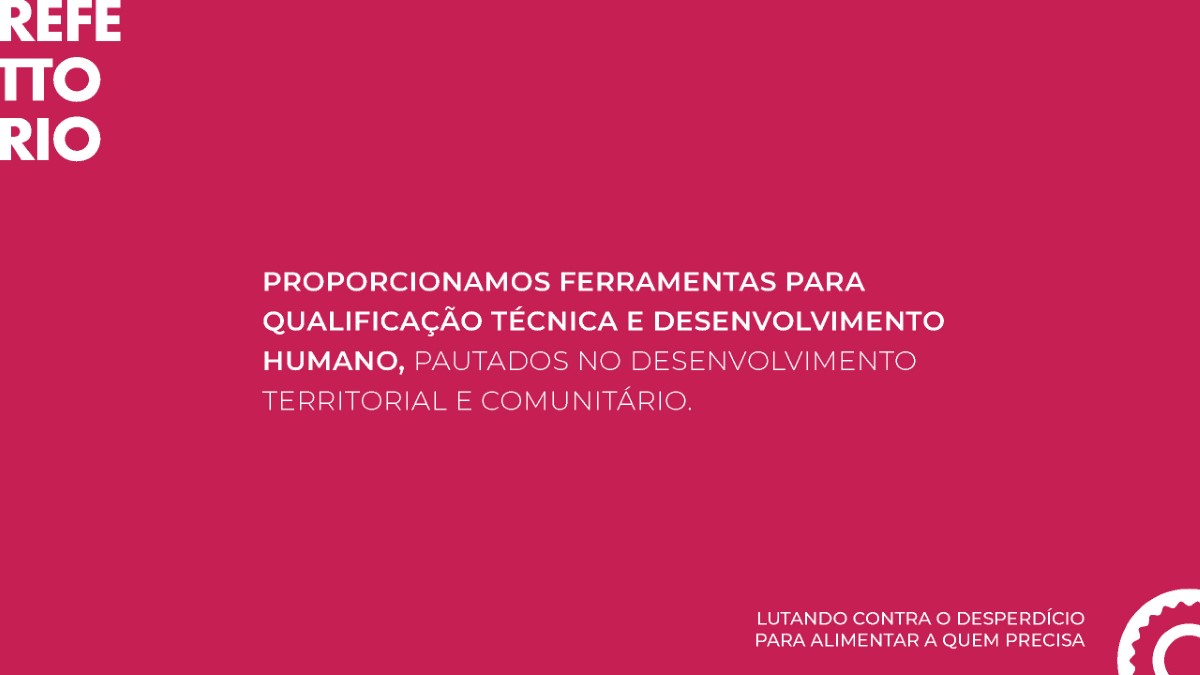 REFE
TTO
RIO
PROPORCIONAMOS FERRAMENTAS PARA
QUALIFICAÇÃO TÉCNICA E DESENVOLVIMENTO
HUMANO, PAUTADOS NO DESENVOLVIMENTO
TERRITORIAL E COMUNITÁRIO.
LUTANDO CONTRA O DESPERDÍCIO
PARA ALIMENTAR A QUEM PRECISA